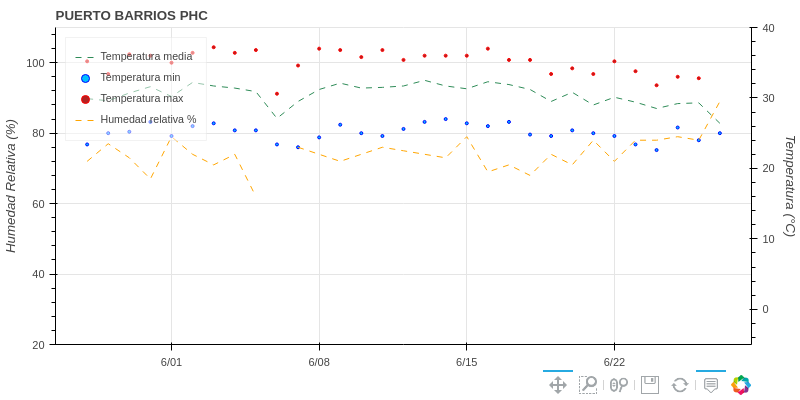 PUERTO BARRIOS PHC
Temperatura media
Temperatura min
Temperatura max
Humedad relativa %
Humedad Relativa (%)
100
80
60
40
20
Temperatura (°C)
40
30
20
10
0
6/01
6/08
6/15
6/22